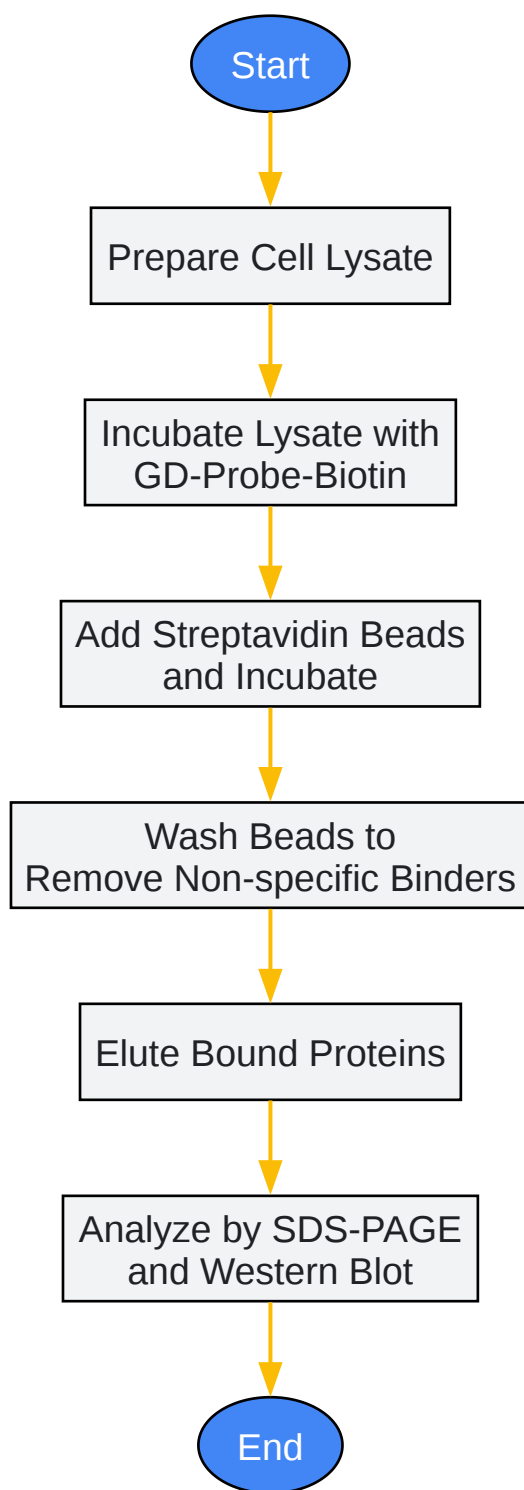 Start
Prepare Cell Lysate
Incubate Lysate with
GD-Probe-Biotin
Add Streptavidin Beads
and Incubate
Wash Beads to
Remove Non-specific Binders
Elute Bound Proteins
Analyze by SDS-PAGE
and Western Blot
End